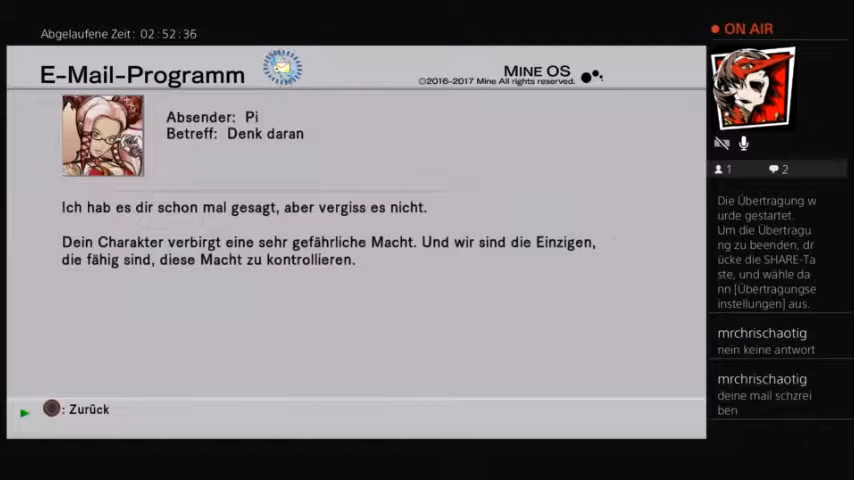 Abgelaufene Zeit: 02:52:36
ON AIR
E-Mail-Programm
MINE OS
©2016-2017 Mine All rights reserved.
Absender: Pi
Betreff: Denk daran
Ich hab es dir schon mal gesagt, aber vergiss es nicht.
Dein Charakter verbirgt eine sehr gefährliche Macht. Und wir sind die Einzigen,
die fähig sind, diese Macht zu kontrollieren.
: Zurück
1
2
Die Übertragung w
urde gestartet.
Um die Übertragu
ng zu beenden, dr
ücke die SHARE-Ta
ste, und wähle da
nn [Übertragungse
instellungen] aus.
mrchrischaotig
nein keine antwort
mrchrischaotig
deine mail schzrei
ben